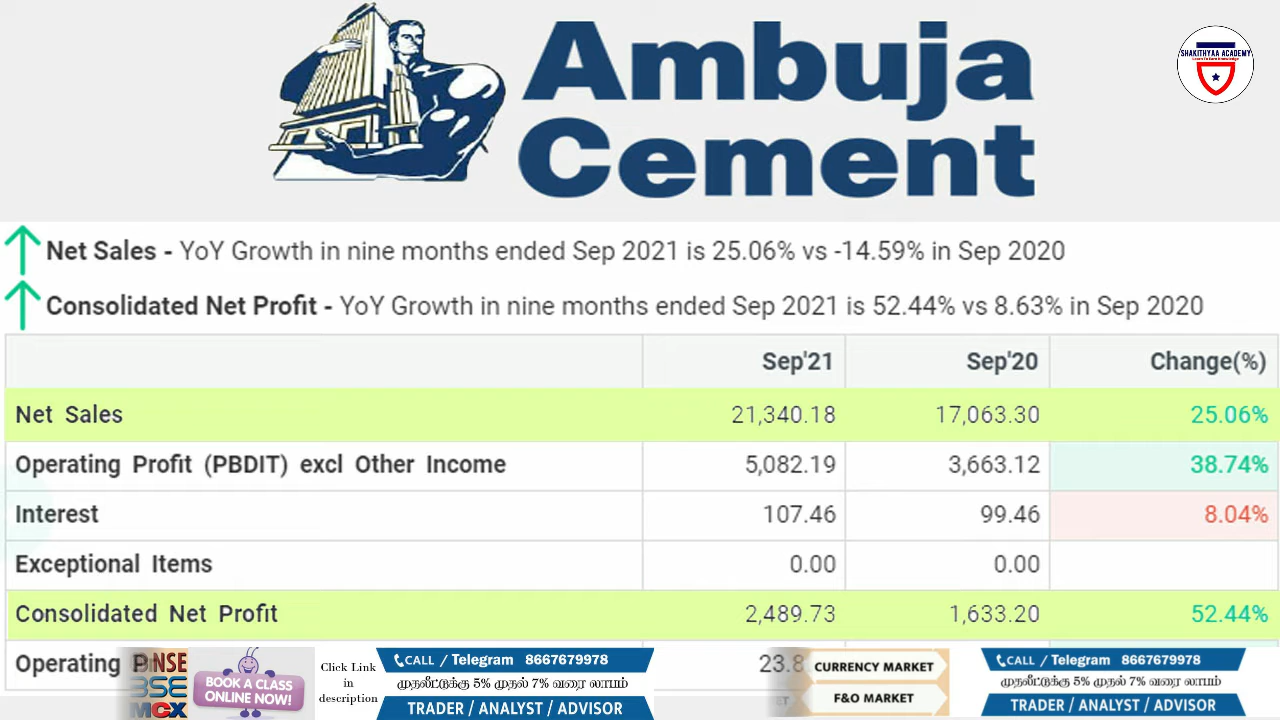 Ambuja
Cement
SHAKITHYAA ACADEMY
Net Sales - YoY Growth in nine months ended Sep 2021 is 25.06% vs -14.59% in Sep 2020
Consolidated Net Profit - YoY Growth in nine months ended Sep 2021 is 52.44% vs 8.63% in Sep 2020
Sep'21 Sep'20 Change(%)
Net Sales 21,340.18 17,063.30 25.06%
Operating Profit (PBDIT) excl Other Income 5,082.19 3,663.12 38.74%
Interest 107.46 99.46 8.04%
Exceptional Items 0.00 0.00
Consolidated Net Profit 2,489.73 1,633.20 52.44%
Operating 23.8
NSE
BSE
MCX
BOOK A CLASS
ONLINE NOW!
Click Link
in
description
CALL / Telegram 8667679978
முதலீட்டுக்கு 5% முதல் 7% வரை லாபம்
TRADER / ANALYST / ADVISOR
CURRENCY MARKET
F&O MARKET
CALL / Telegram 8667679978
முதலீட்டுக்கு 5% முதல் 7% வரை லாபம்
TRADER / ANALYST / ADVISOR